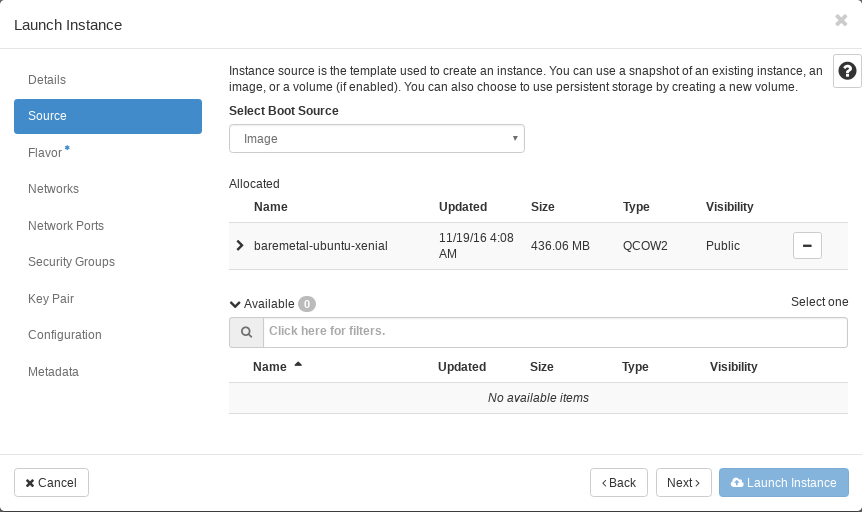 Launch Instance
Details
Source
Flavor *
Networks
Network Ports
Security Groups
Key Pair
Configuration
Metadata
Instance source is the template used to create an instance. You can use a snapshot of an existing instance, an
image, or a volume (if enabled). You can also choose to use persistent storage by creating a new volume.
Select Boot Source
Image
Allocated
Name Updated Size Type Visibility
baremetal-ubuntu-xenial 11/19/16 4:08 AM 436.06 MB QCOW2 Public
Available 0 Select one
Click here for filters.
Name Updated Size Type Visibility
No available items
Cancel Back Next Launch Instance